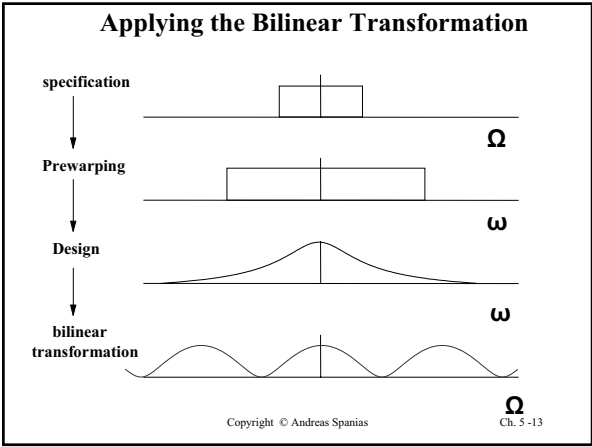 Applying the Bilinear Transformation
specification
Ω
Prewarping
ω
Design
ω
bilinear
transformation
Ω
Copyright © Andreas Spanias
Ch. 5 -13